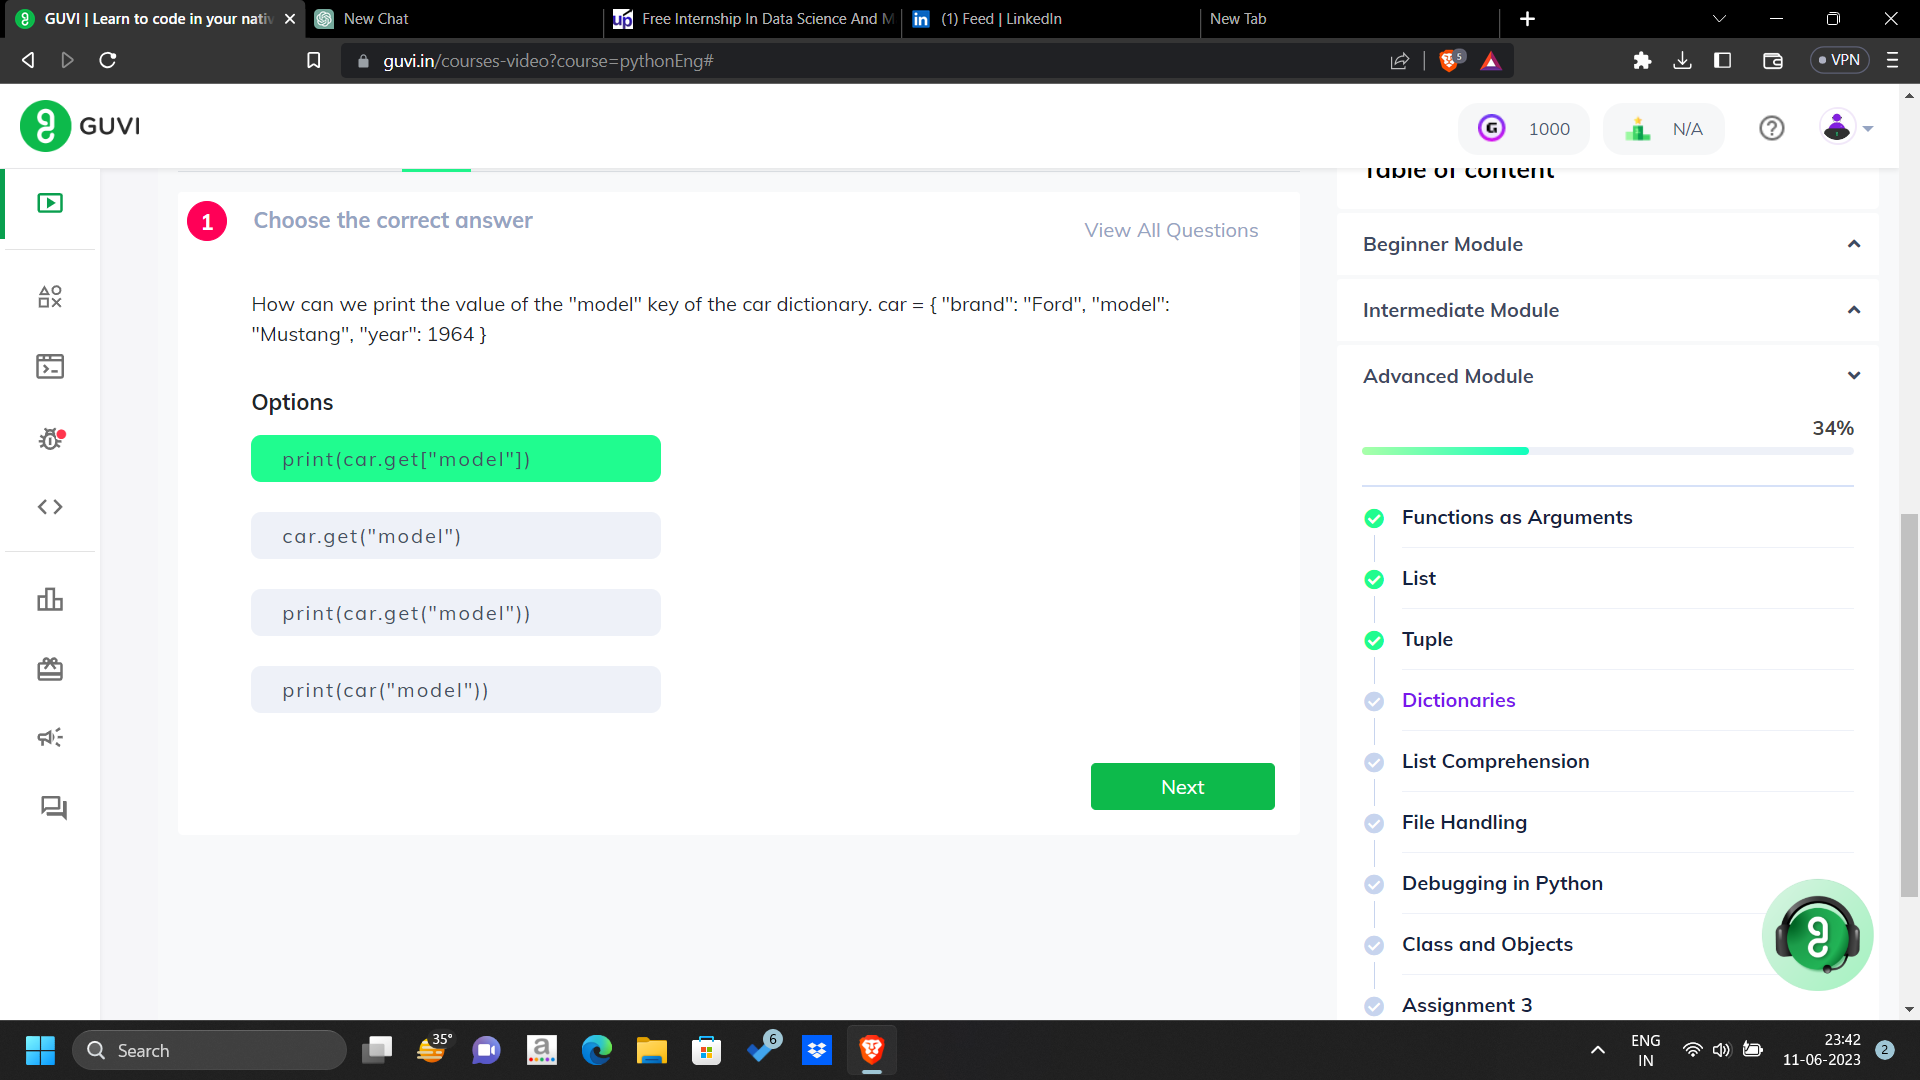 GUVI | Learn to code in your nativ
New Chat
Free Internship In Data Science And M
(1) Feed | LinkedIn
New Tab
guvi.in/courses-video?course=pythonEng#
5
VPN
GUVI
G
1000
N/A
Table of content
1
Choose the correct answer
View All Questions
How can we print the value of the "model" key of the car dictionary. car = { "brand": "Ford", "model":
"Mustang", "year": 1964 }
Options
print(car.get["model"])
car.get("model")
print(car.get("model"))
print(car("model"))
Next
Beginner Module
Intermediate Module
Advanced Module
34%
Functions as Arguments
List
Tuple
Dictionaries
List Comprehension
File Handling
Debugging in Python
Class and Objects
Assignment 3
Search
35°
a
6
ENG
IN
23:42
11-06-2023
2